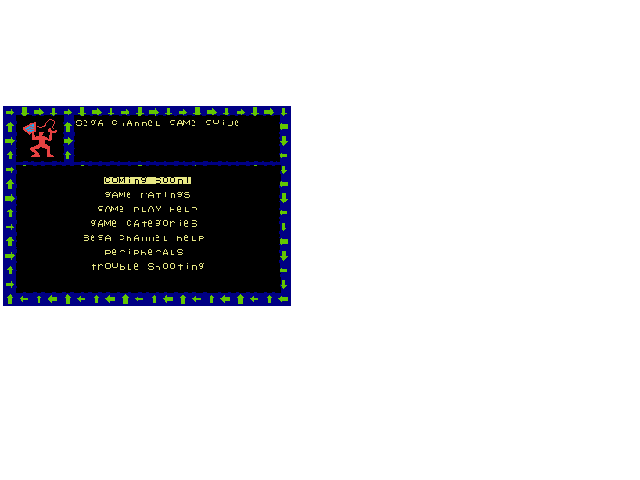 SEGA CHANNEL GAME GUIDE
COMING SOON!
GAME RATINGS
GAME PLAY HELP
GAME CATEGORIES
SEGA CHANNEL HELP
PERIPHERALS
TROUBLE SHOOTING